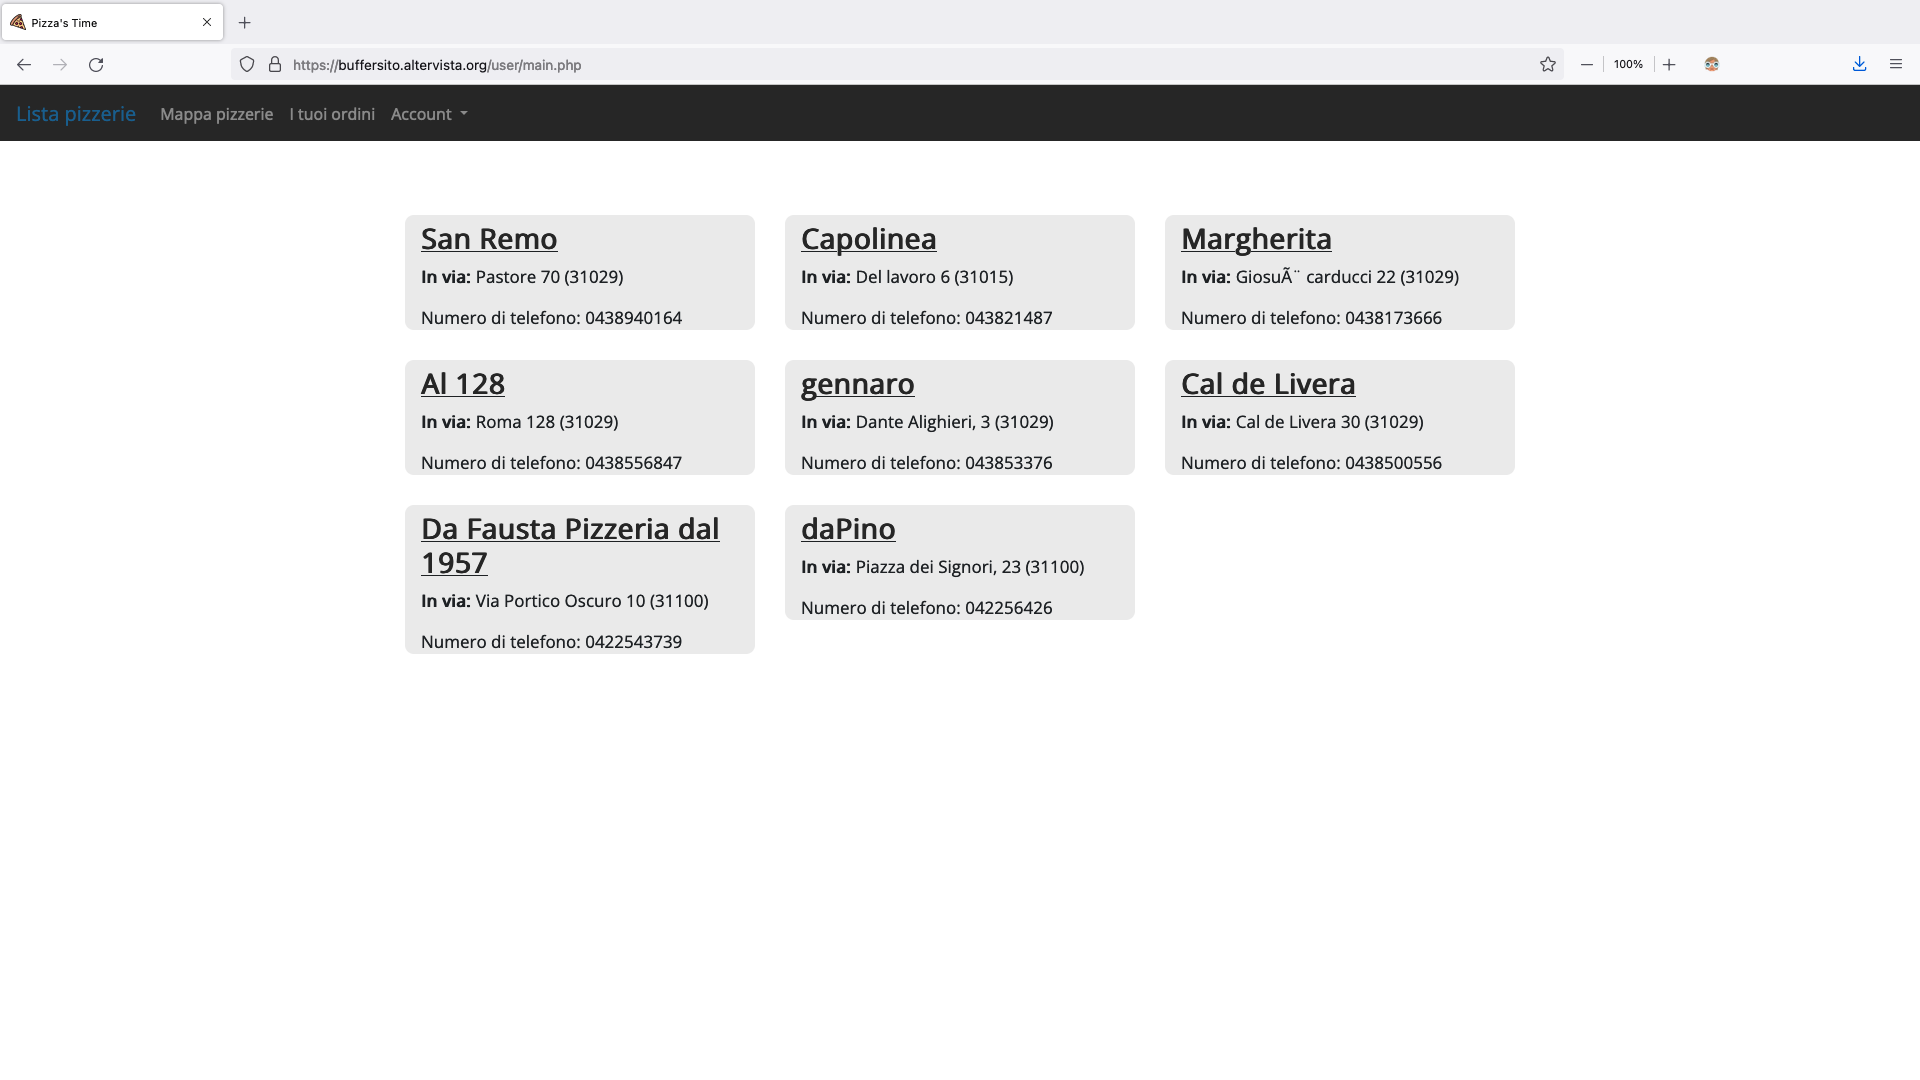 Pizza's Time
https://buffersito.altervista.org/user/main.php
100%
Lista pizzerie
Mappa pizzerie
I tuoi ordini
Account
San Remo
In via: Pastore 70 (31029)
Numero di telefono: 0438940164
Capolinea
In via: Del lavoro 6 (31015)
Numero di telefono: 043821487
Margherita
In via: GiosuÃ¨ carducci 22 (31029)
Numero di telefono: 0438173666
Al 128
In via: Roma 128 (31029)
Numero di telefono: 0438556847
gennaro
In via: Dante Alighieri, 3 (31029)
Numero di telefono: 043853376
Cal de Livera
In via: Cal de Livera 30 (31029)
Numero di telefono: 0438500556
Da Fausta Pizzeria dal
1957
In via: Via Portico Oscuro 10 (31100)
Numero di telefono: 0422543739
daPino
In via: Piazza dei Signori, 23 (31100)
Numero di telefono: 042256426